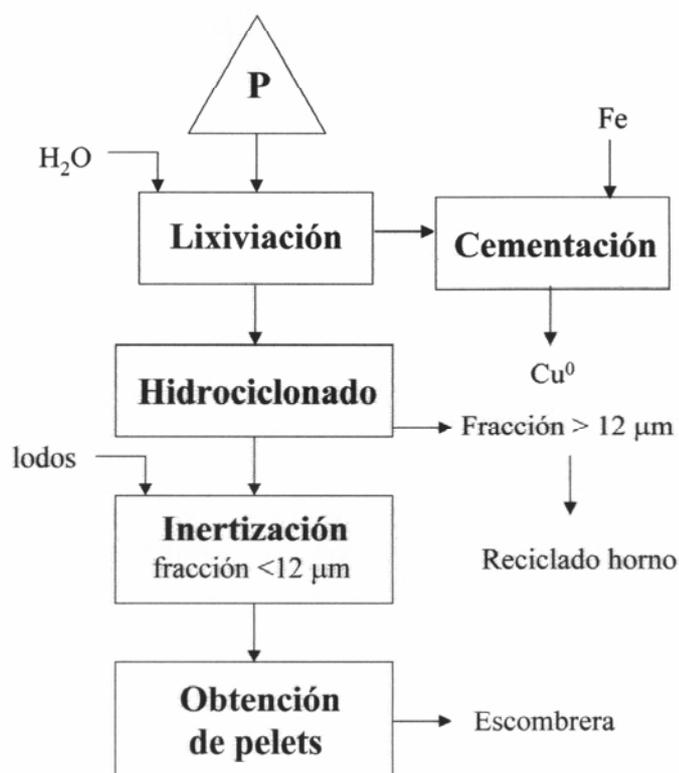 P
Fe
H₂O
Lixiviación
Cementación
Cu⁰
Hidrociclonado
Fracción > 12 μm
lodos
Inertización
fracción <12 μm
Reciclado horno
Obtención
de pelets
Escombrera